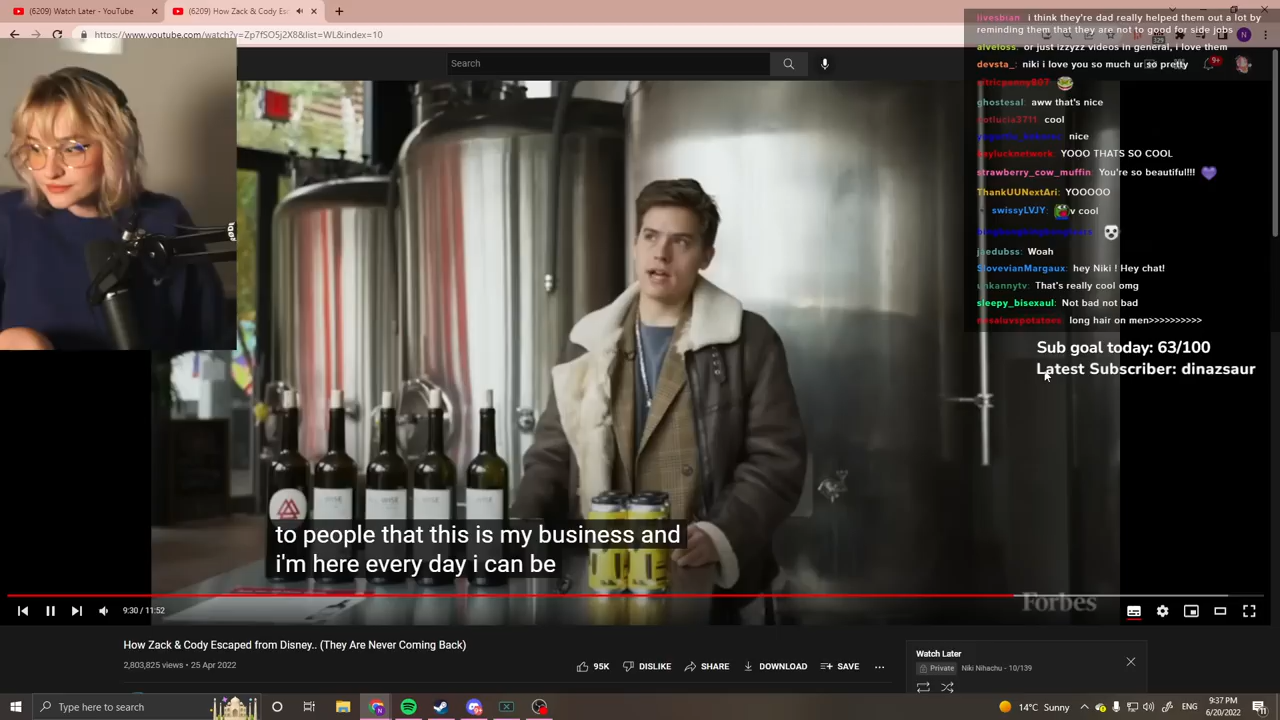 (6209) Watch Later - YouTube
(6209) How Zack & Cody Esc
https://www.youtube.com/watch?v=Zp7fSO5j2X8&list=WL&index=10
Search
9+
livesbian i think they're dad really helped them out a lot by
reminding them that they are not to good for side jobs
alveloss: or just izzyzz videos in general, i love them
devsta_: niki i love you so much ur so pretty
ghostesal: aww that's nice
cool
nice
YOOO THATS SO COOL
strawberry_cow_muffin: You're so beautiful!!!
ThankUUNextAri: YOOOOO
swissyLVJY: v cool
jaedubss: Woah
SlovevianMargaux: hey Niki ! Hey chat!
unkannytv: That's really cool omg
sleepy_bisexaul: Not bad not bad
long hair on men>>>>>>>>>>
Sub goal today: 63/100
Latest Subscriber: dinazsaur
to people that this is my business and
i'm here every day i can be
Forbes
9:30 / 11:52
How Zack & Cody Escaped from Disney.. (They Are Never Coming Back)
2,803,825 views • 25 Apr 2022
95K
DISLIKE
SHARE
DOWNLOAD
SAVE
Watch Later
Private
Niki Nihachu - 10/139
Type here to search
14°C Sunny
ENG
9:37 PM
6/20/2022